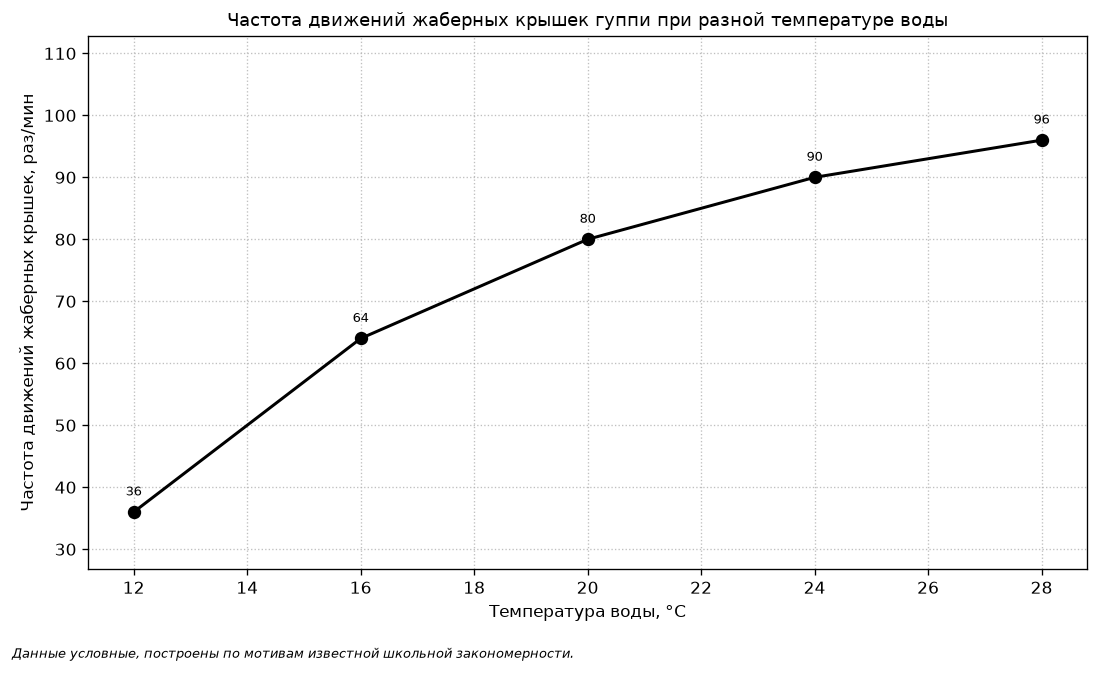 Частота движений жаберных крышек гуппи при разной температуре воды
Частота движений жаберных крышек, раз/мин
110
100
90
80
70
60
50
40
30
36
64
80
90
96
12 14 16 18 20 22 24 26 28
Температура воды, °C
Данные условные, построены по мотивам известной школьной закономерности.